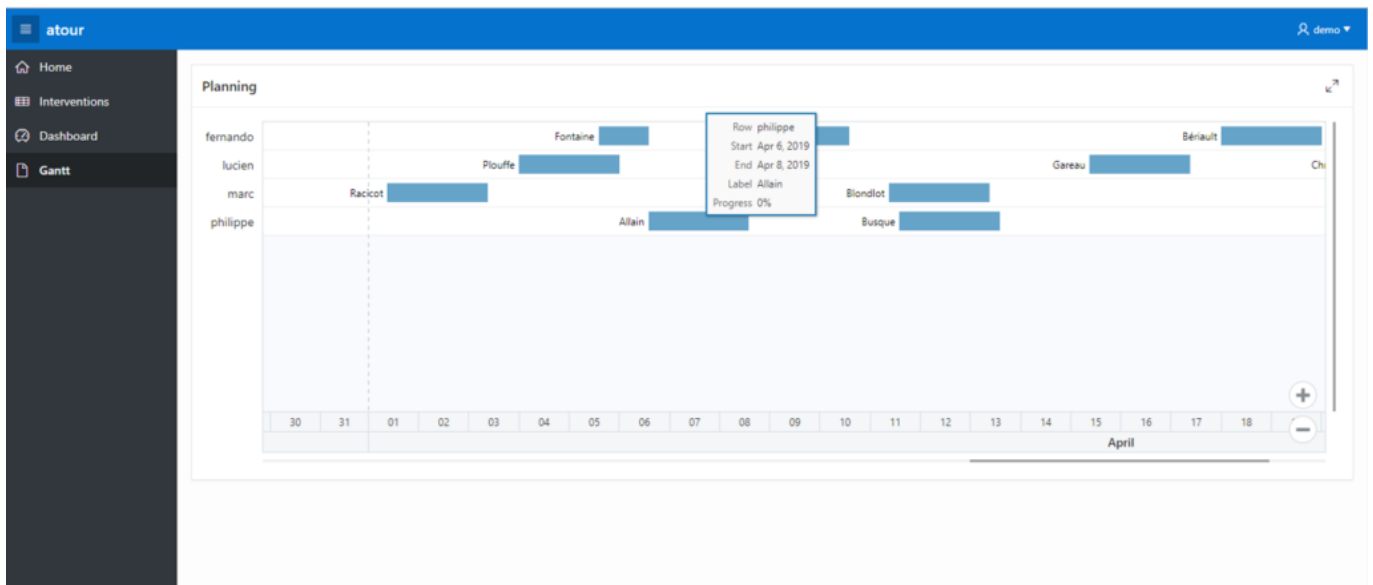 atour
demo
Home
Interventions
Dashboard
Gantt
Planning
fernando
Fontaine
Bériault
lucien
Plouffe
Gareau
marc
Racicot
Blondlot
philippe
Allain
Busque
Row philippe
Start Apr 6, 2019
End Apr 8, 2019
Label Allain
Progress 0%
30 31 01 02 03 04 05 06 07 08 09 10 11 12 13 14 15 16 17 18
April